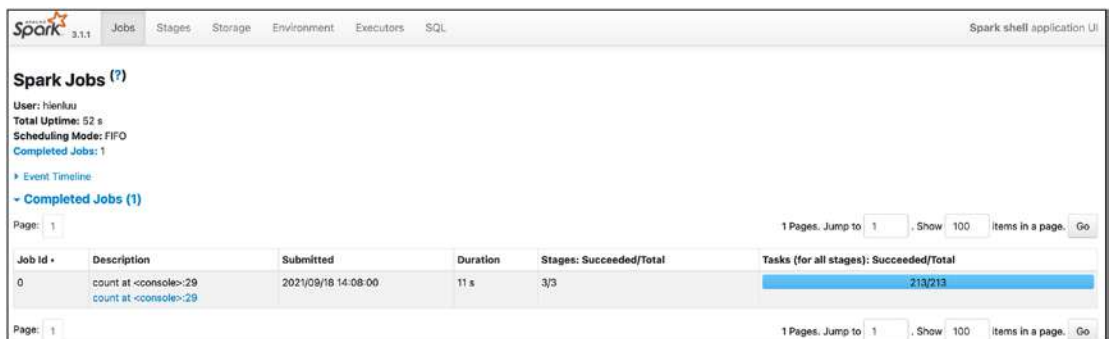 APACHE Spark 3.1.1 Jobs Stages Storage Environment Executors SQL Spark shell application UI
Spark Jobs (?)
User: hienluu
Total Uptime: 52 s
Scheduling Mode: FIFO
Completed Jobs: 1
Event Timeline
Completed Jobs (1)
Page: 1 1 Pages. Jump to 1 . Show 100 items in a page. Go
Job Id Description Submitted Duration Stages: Succeeded/Total Tasks (for all stages): Succeeded/Total
0 count at <console>:29 2021/09/18 14:08:00 11 s 3/3 213/213
count at <console>:29
Page: 1 1 Pages. Jump to 1 . Show 100 items in a page. Go